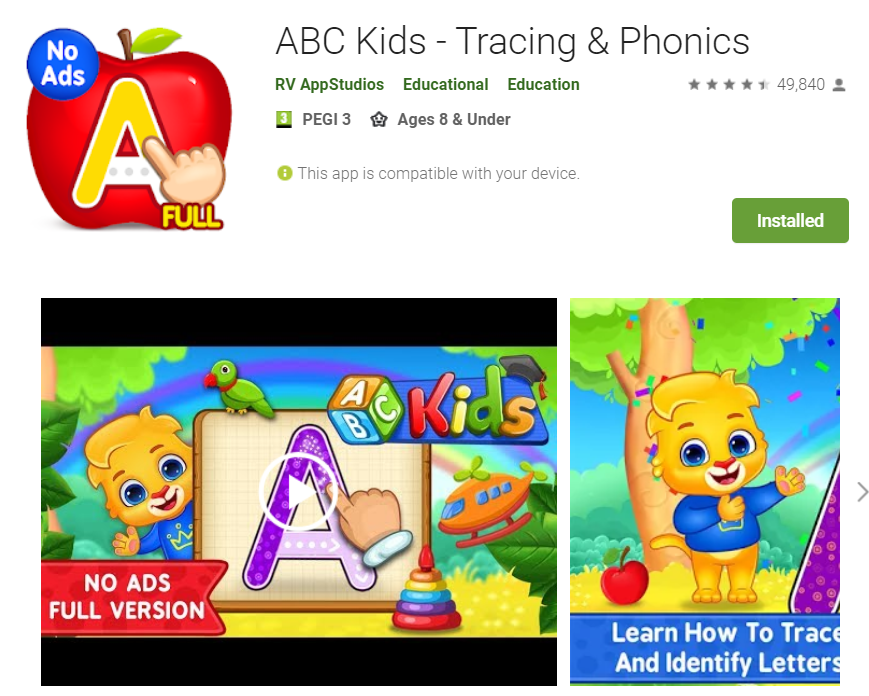 No
Ads
A
FULL
ABC Kids - Tracing & Phonics
RV AppStudios Educational Education
49,840
3 PEGI 3 Ages 8 & Under
This app is compatible with your device.
Installed
ABC Kids
A
NO ADS
FULL VERSION
Learn How To Trace
And Identify Letters